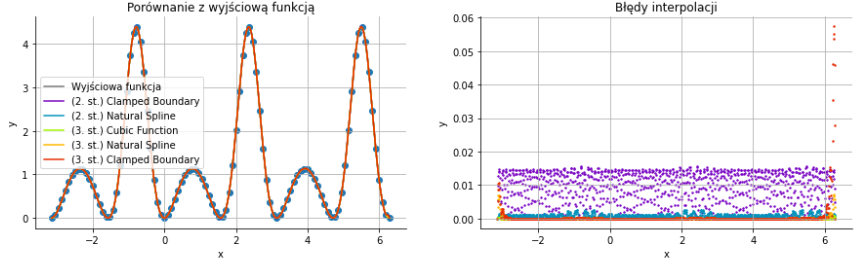 Porównanie z wyjściową funkcją
4
3
2
1
0
y
Wyjściowa funkcja
(2. st.) Clamped Boundary
(2. st.) Natural Spline
(3. st.) Cubic Function
(3. st.) Natural Spline
(3. st.) Clamped Boundary
−2
0
2
4
6
x
Błędy interpolacji
0.06
0.05
0.04
0.03
0.02
0.01
0.00
y
−2
0
2
4
6
x